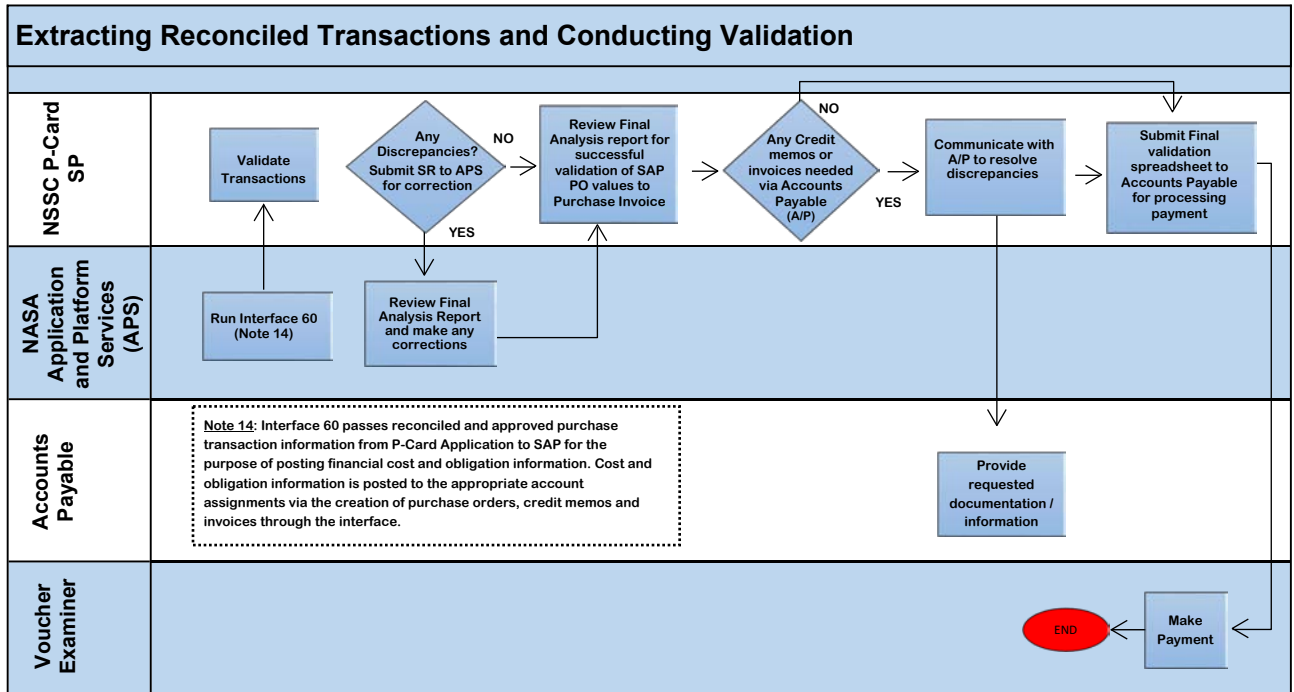 Extracting Reconciled Transactions and Conducting Validation
NSSC P-Card
SP
Validate
Transactions
Any
Discrepancies?
Submit SR to APS
for correction
NO
YES
Review Final
Analysis report for
successful
validation of SAP
PO values to
Purchase Invoice
Any Credit
memos or
invoices needed
via Accounts
Payable
(A/P)
NO
YES
Communicate with
A/P to resolve
discrepancies
Submit Final
validation
spreadsheet to
Accounts Payable
for processing
payment
NASA
Application
and Platform
Services
(APS)
Run Interface 60
(Note 14)
Review Final
Analysis Report
and make any
corrections
Accounts
Payable
Note 14: Interface 60 passes reconciled and approved purchase
transaction information from P-Card Application to SAP for the
purpose of posting financial cost and obligation information. Cost and
obligation information is posted to the appropriate account
assignments via the creation of purchase orders, credit memos and
invoices through the interface.
Provide
requested
documentation /
information
Voucher
Examiner
END
Make
Payment